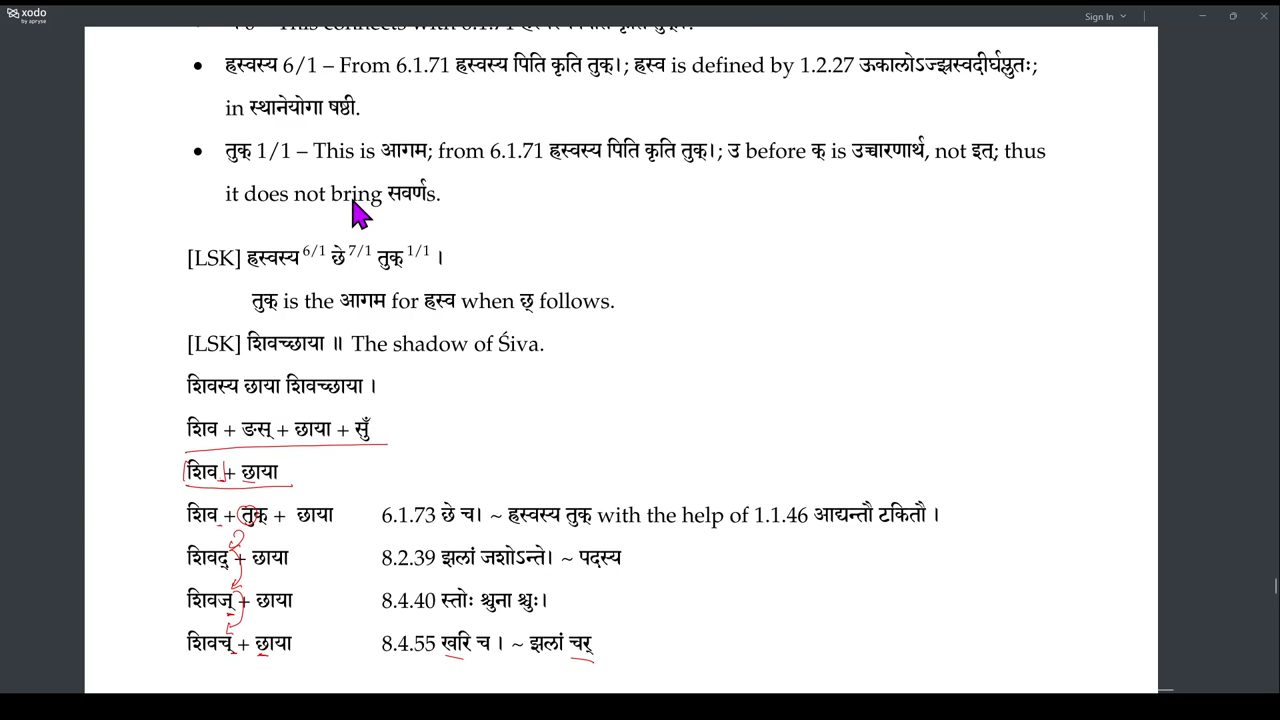 xodo
by apryse
Sign In
ह्रस्वस्य 6/1 – From 6.1.71 ह्रस्वस्य पिति कृति तुक्।; ह्रस्व is defined by 1.2.27 ऊकालोऽज्झ्रस्वदीर्घप्लुतः;
in स्थानेयोगा षष्ठी.
तुक् 1/1 – This is आगम; from 6.1.71 ह्रस्वस्य पिति कृति तुक्।; उ before क् is उच्चारणार्थ, not इत्; thus
it does not bring सवर्णs.
[LSK] ह्रस्वस्य 6/1 छे 7/1 तुक् 1/1 ।
तुक् is the आगम for ह्रस्व when छ् follows.
[LSK] शिवच्छाया ॥ The shadow of Śiva.
शिवस्य छाया शिवच्छाया ।
शिव + ङस् + छाया + सुँ
शिव + छाया
शिव + तुक् + छाया 6.1.73 छे च। ~ ह्रस्वस्य तुक् with the help of 1.1.46 आद्यन्तौ टकितौ ।
शिवद् + छाया 8.2.39 झलां जशोऽन्ते। ~ पदस्य
शिवज् + छाया 8.4.40 स्तोः श्चुना श्चुः।
शिवच् + छाया 8.4.55 खरि च । ~ झलां चर्